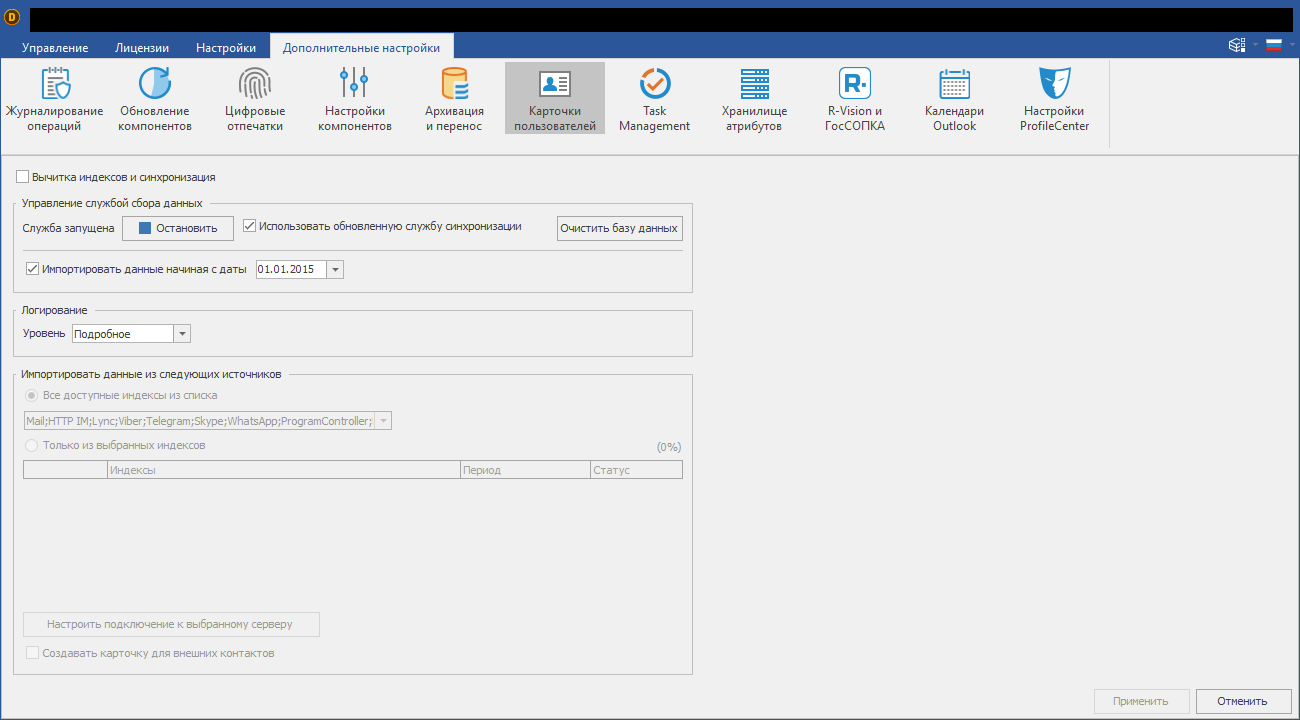 D
Управление Лицензии Настройки Дополнительные настройки
Журналирование операций
Обновление компонентов
Цифровые отпечатки
Настройки компонентов
Архивация и перенос
Карточки пользователей
Task Management
Хранилище атрибутов
R-Vision и ГосСОПКА
Календари Outlook
Настройки ProfileCenter
Вычитка индексов и синхронизация
Управление службой сбора данных
Служба запущена Остановить Использовать обновленную службу синхронизации Очистить базу данных
Импортировать данные начиная с даты 01.01.2015
Логирование
Уровень Подробное
Импортировать данные из следующих источников
Все доступные индексы из списка
Mail;HTTP IM;Lync;Viber;Telegram;Skype;WhatsApp;ProgramController;
Только из выбранных индексов (0%)
Индексы Период Статус
Настроить подключение к выбранному серверу
Создавать карточку для внешних контактов
Применить Отменить